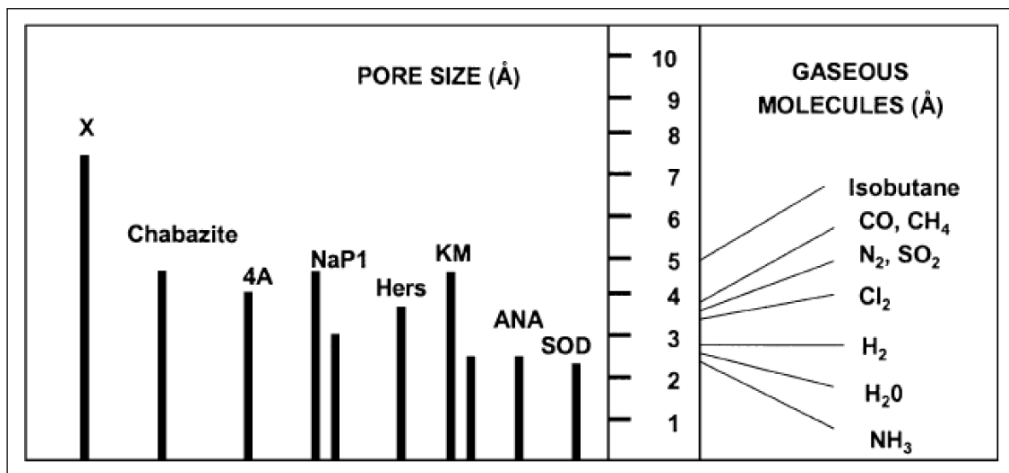 PORE SIZE (Å)
X
Chabazite
4A
NaP1
Hers
KM
ANA
SOD
10
9
8
7
6
5
4
3
2
1
GASEOUS
MOLECULES (Å)
Isobutane
CO, CH₄
N₂, SO₂
Cl₂
H₂
H₂0
NH₃